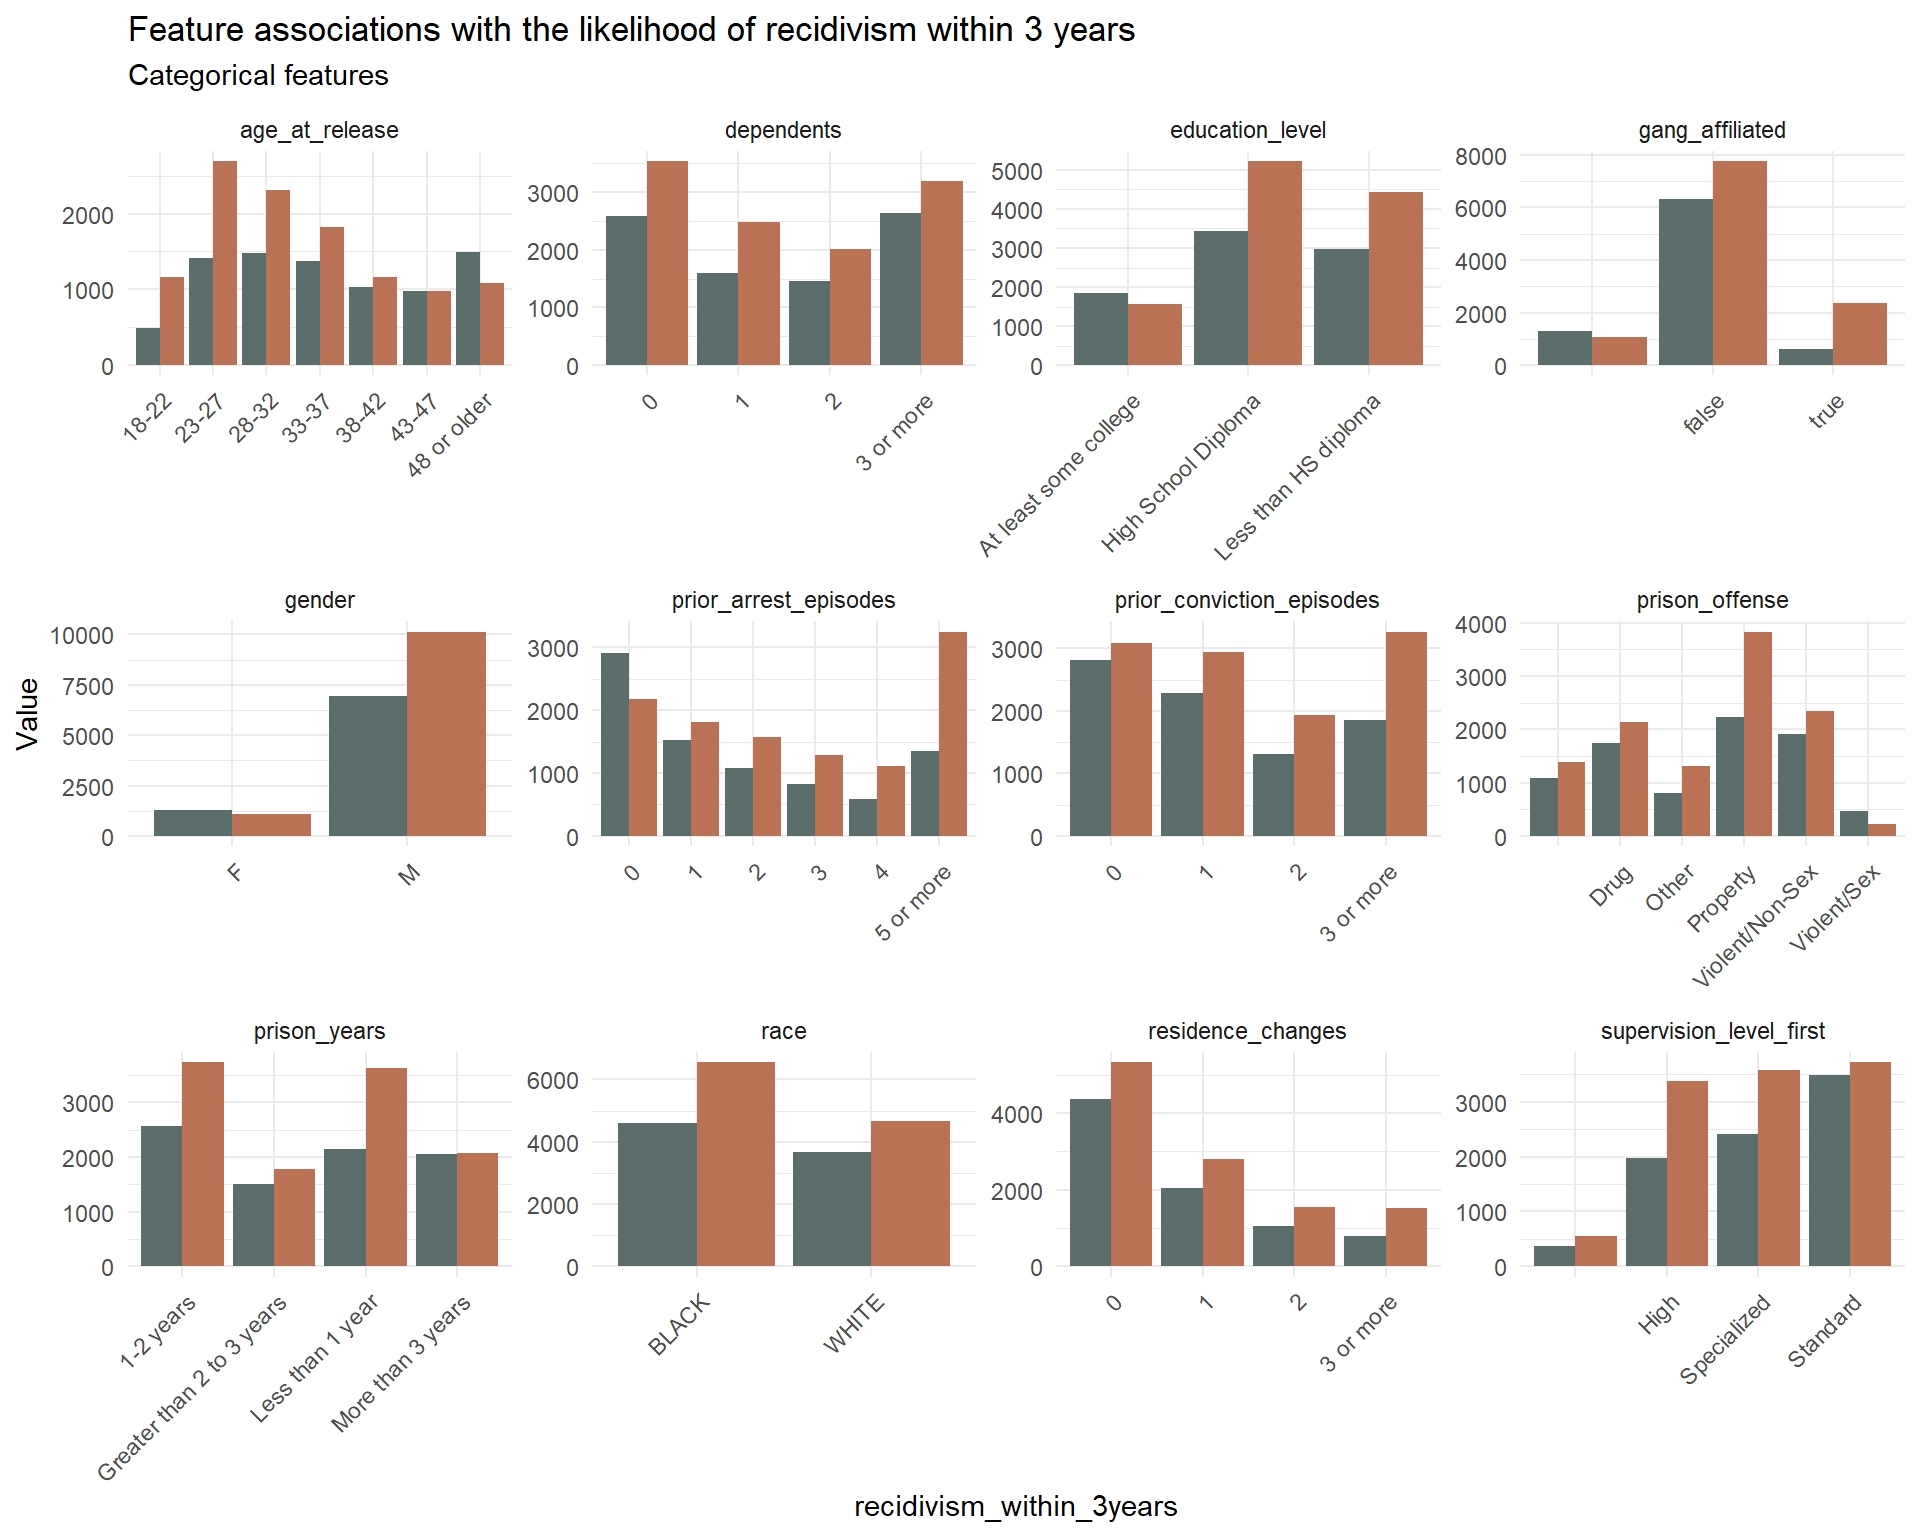 Feature associations with the likelihood of recidivism within 3 years
Categorical features
age_at_release
dependents
education_level
gang_affiliated
2000
1000
0
3000
2000
1000
0
5000
4000
3000
2000
1000
0
8000
6000
4000
2000
0
18-22
23-27
28-32
33-37
38-42
43-47
48 or older
0
1
2
3 or more
At least some college
High School Diploma
Less than HS diploma
false
true
gender
prior_arrest_episodes
prior_conviction_episodes
prison_offense
Value
10000
7500
5000
2500
0
3000
2000
1000
0
3000
2000
1000
0
4000
3000
2000
1000
0
F
M
0
1
2
3
4
5 or more
0
1
2
3 or more
Drug
Other
Property
Violent/Non-Sex
Violent/Sex
prison_years
race
residence_changes
supervision_level_first
3000
2000
1000
0
6000
4000
2000
0
4000
2000
0
3000
2000
1000
0
1-2 years
Greater than 2 to 3 years
Less than 1 year
More than 3 years
BLACK
WHITE
0
1
2
3 or more
High
Specialized
Standard
recidivism_within_3years